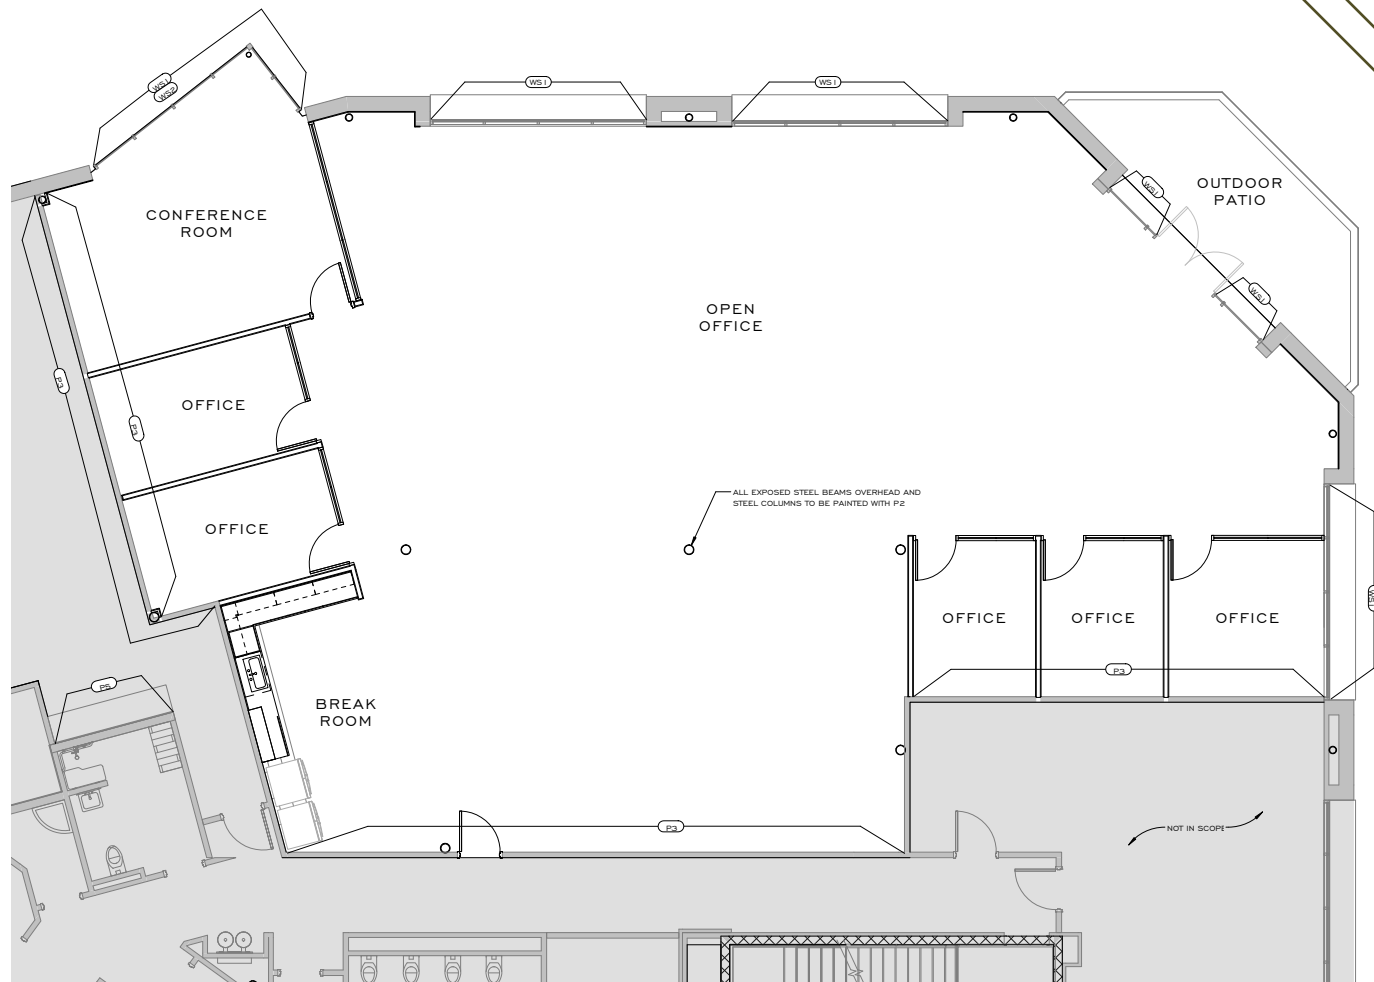 WS1
WS2
WS1
WS1
OUTDOOR
PATIO
WS1
CONFERENCE
ROOM
WS1
OPEN
OFFICE
P3
OFFICE
P3
ALL EXPOSED STEEL BEAMS OVERHEAD AND
STEEL COLUMNS TO BE PAINTED WITH P2
OFFICE
OFFICE
OFFICE
OFFICE
P3
P5
BREAK
ROOM
P3
NOT IN SCOPE